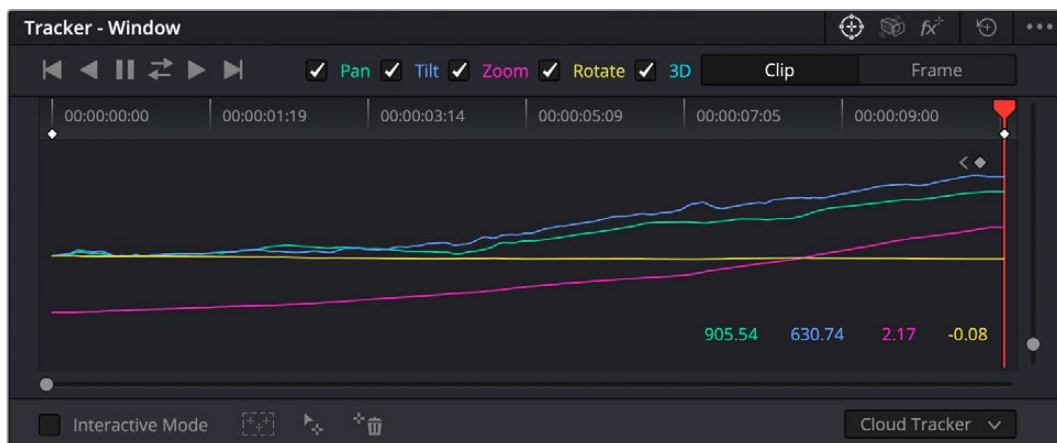 Tracker - Window
fx
Pan Tilt Zoom Rotate 3D Clip Frame
00:00:00:00 00:00:01:19 00:00:03:14 00:00:05:09 00:00:07:05 00:00:09:00
905.54 630.74 2.17 -0.08
Interactive Mode Cloud Tracker